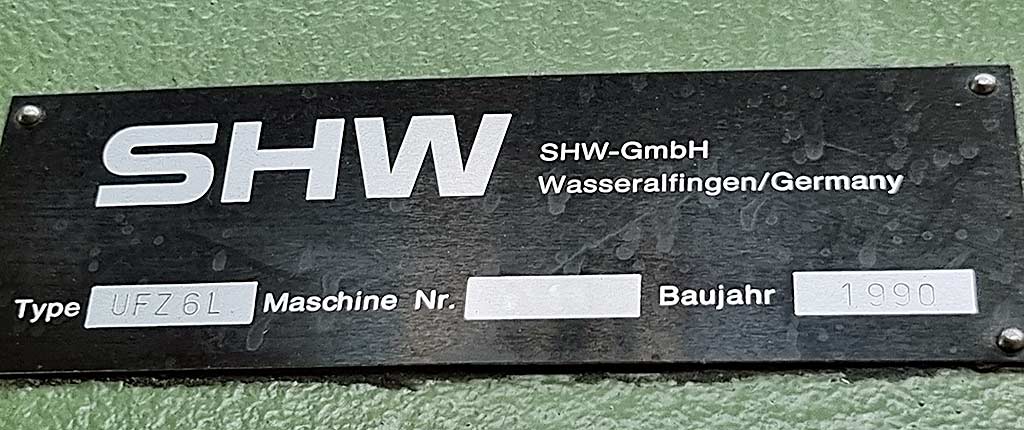 SHW
SHW-GmbH
Wasseralfingen/Germany
Type UFZ6L Maschine Nr. Baujahr 1990